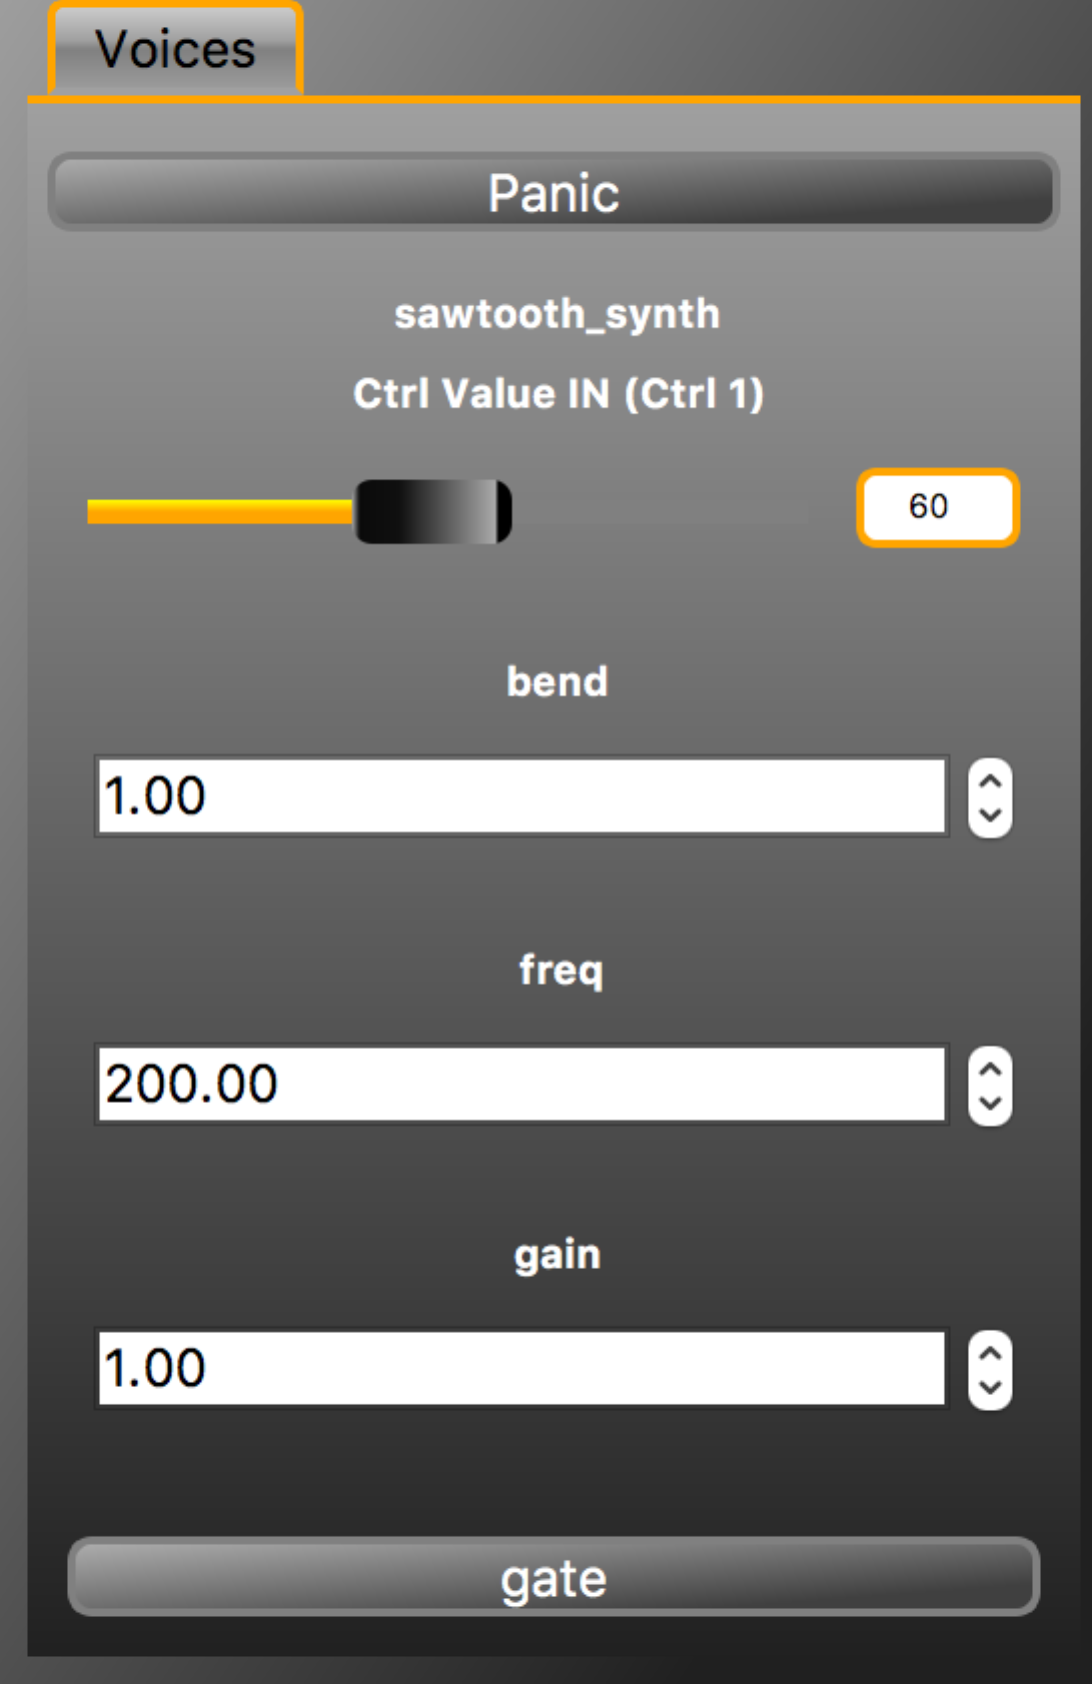 Voices
Panic
sawtooth_synth
Ctrl Value IN (Ctrl 1)
60
bend
1.00
freq
200.00
gain
1.00
gate